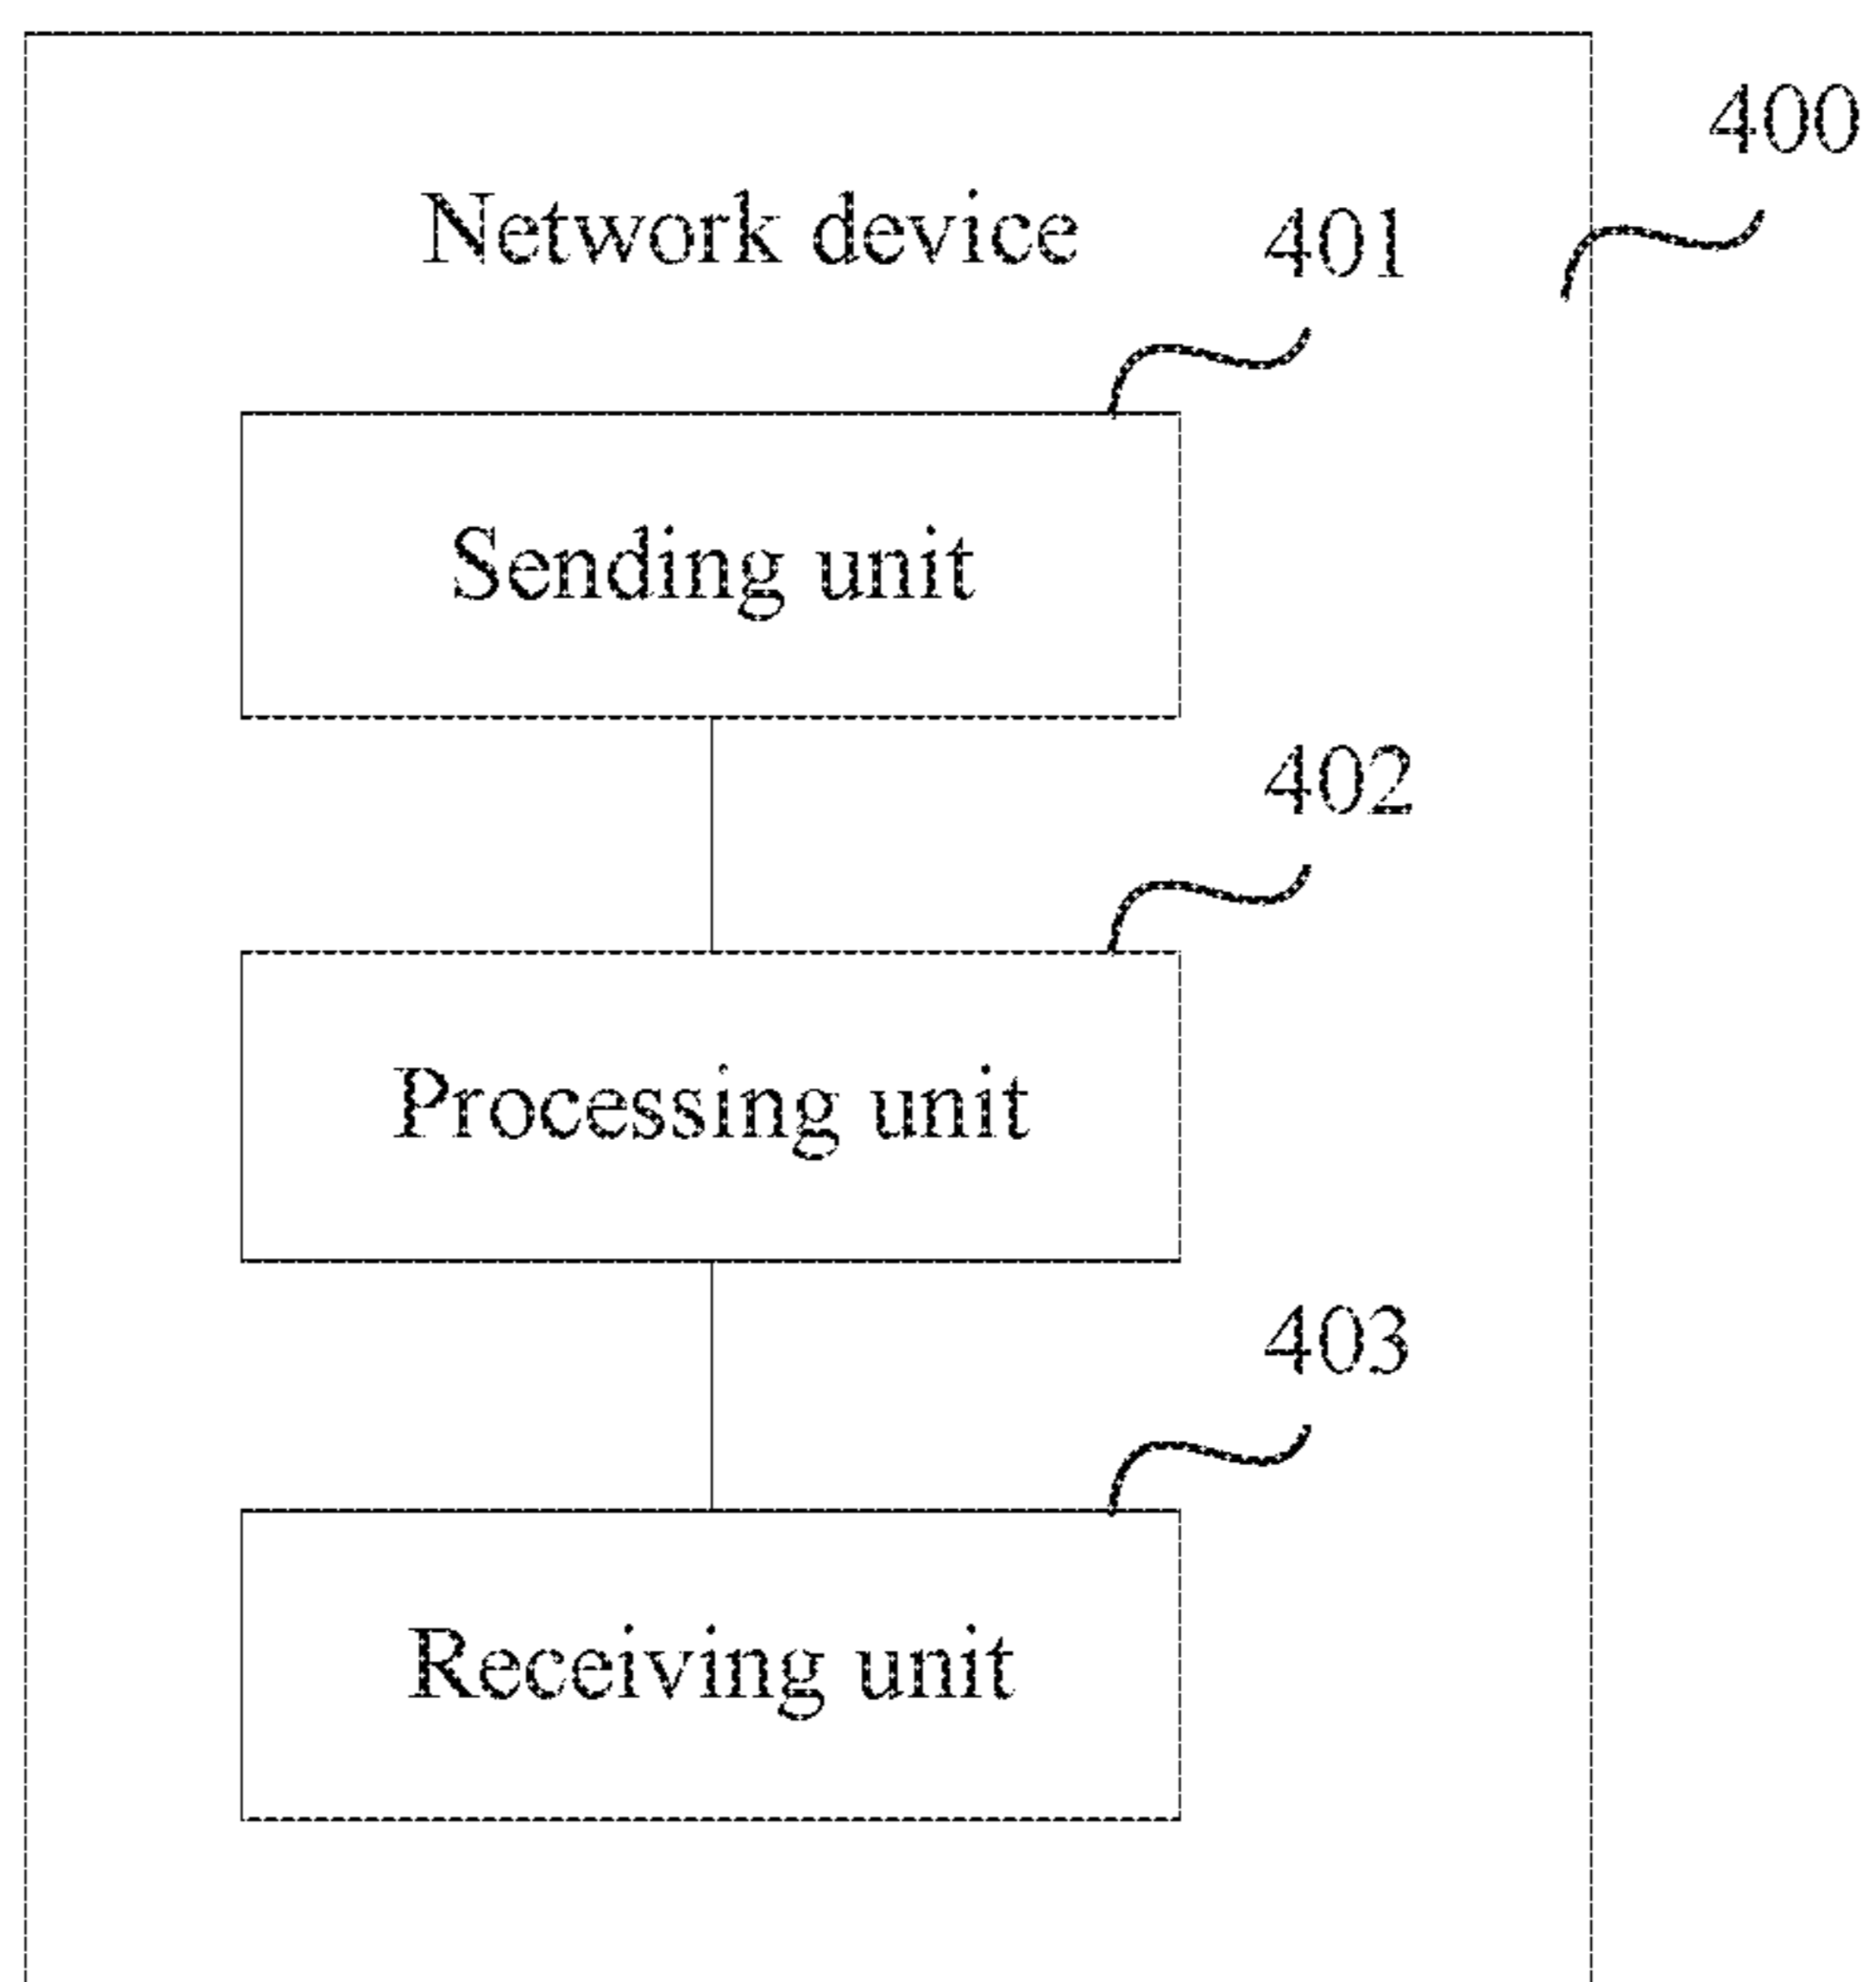 400
Network device
401
Sending unit
402
Processing unit
403
Receiving unit